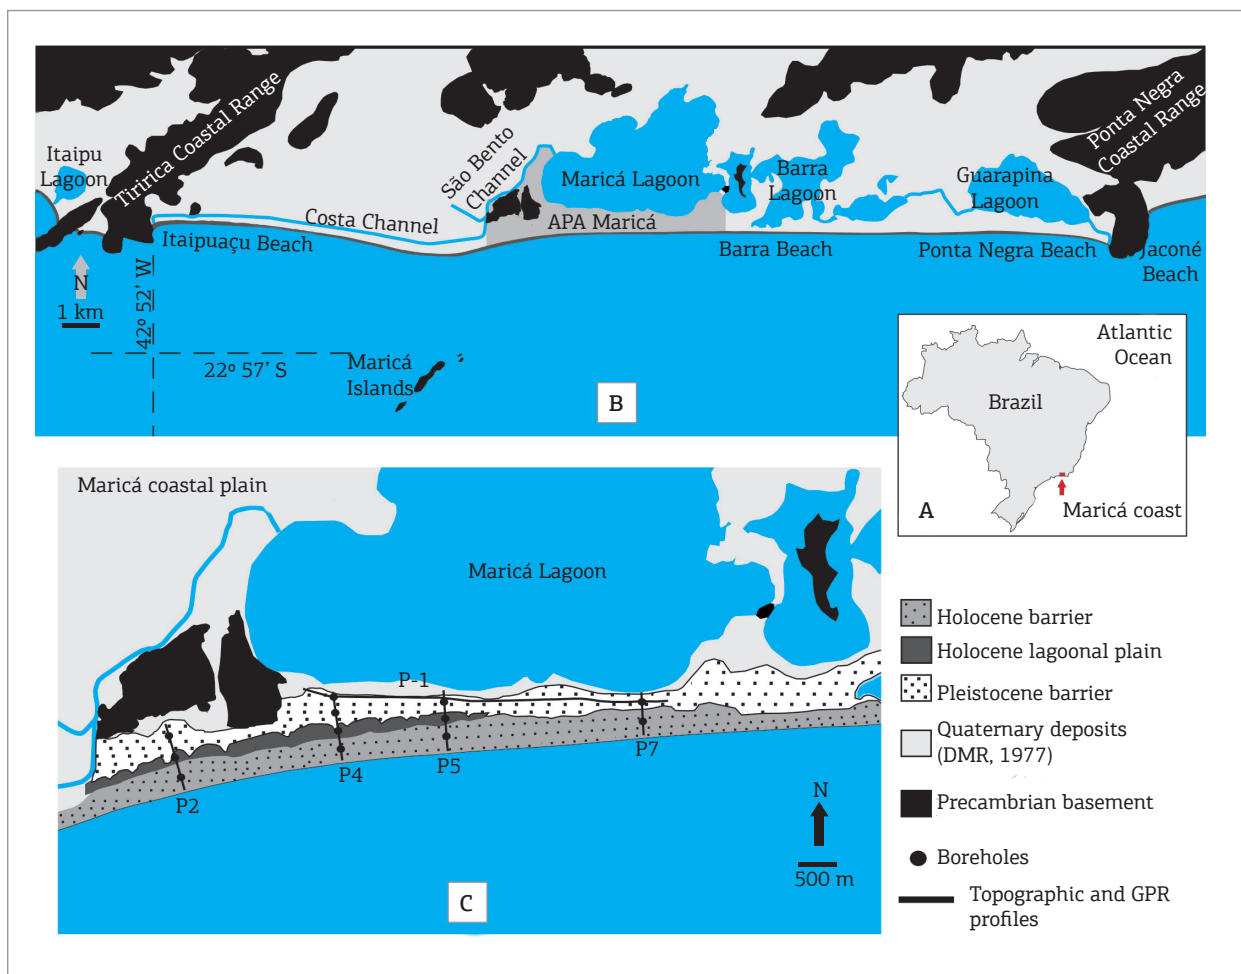 Itaipu
Lagoon
Tiririca Coastal Range
São Bento
Channel
Costa Channel
Itaipuaçu Beach
Maricá Lagoon
APA Maricá
Barra
Lagoon
Barra Beach
Guarapina
Lagoon
Ponta Negra Beach
Ponta Negra
Coastal Range
Jaconé
Beach
N
1 km
42º 52' W
22º 57' S
Maricá
Islands
B
Atlantic
Ocean
Brazil
A
Maricá coast
Maricá coastal plain
Maricá Lagoon
P-1
P2
P4
P5
P7
N
500 m
C
Holocene barrier
Holocene lagoonal plain
Pleistocene barrier
Quaternary deposits
(DMR, 1977)
Precambrian basement
Boreholes
Topographic and GPR
profiles